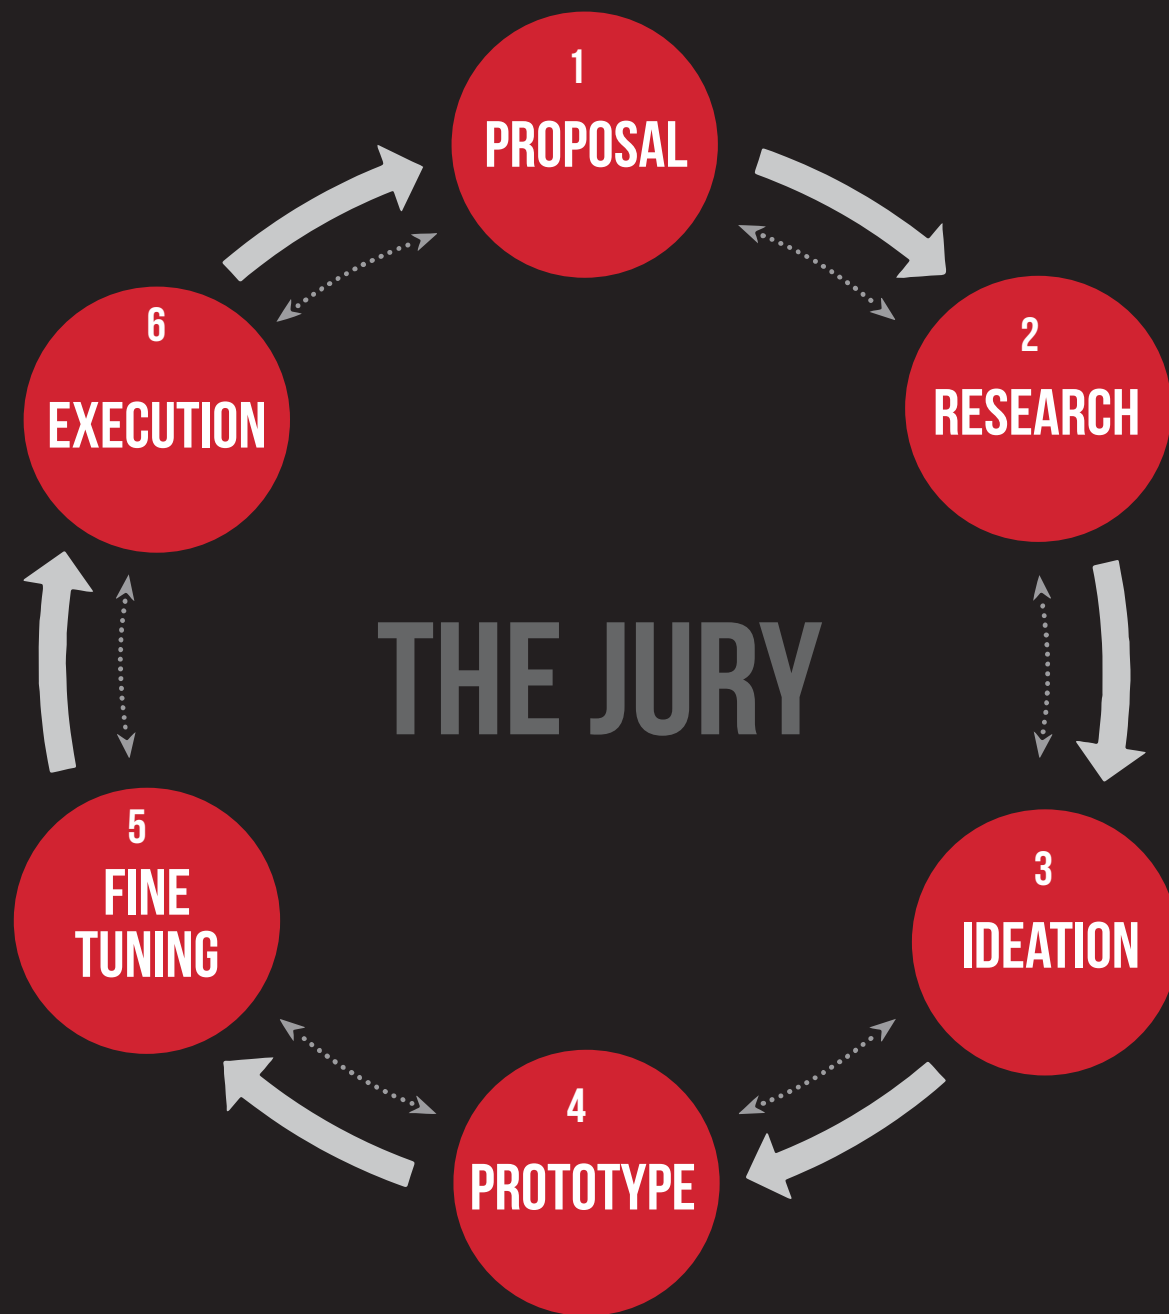 1
PROPOSAL
2
RESEARCH
3
IDEATION
4
PROTOTYPE
5
FINE
TUNING
6
EXECUTION
THE JURY